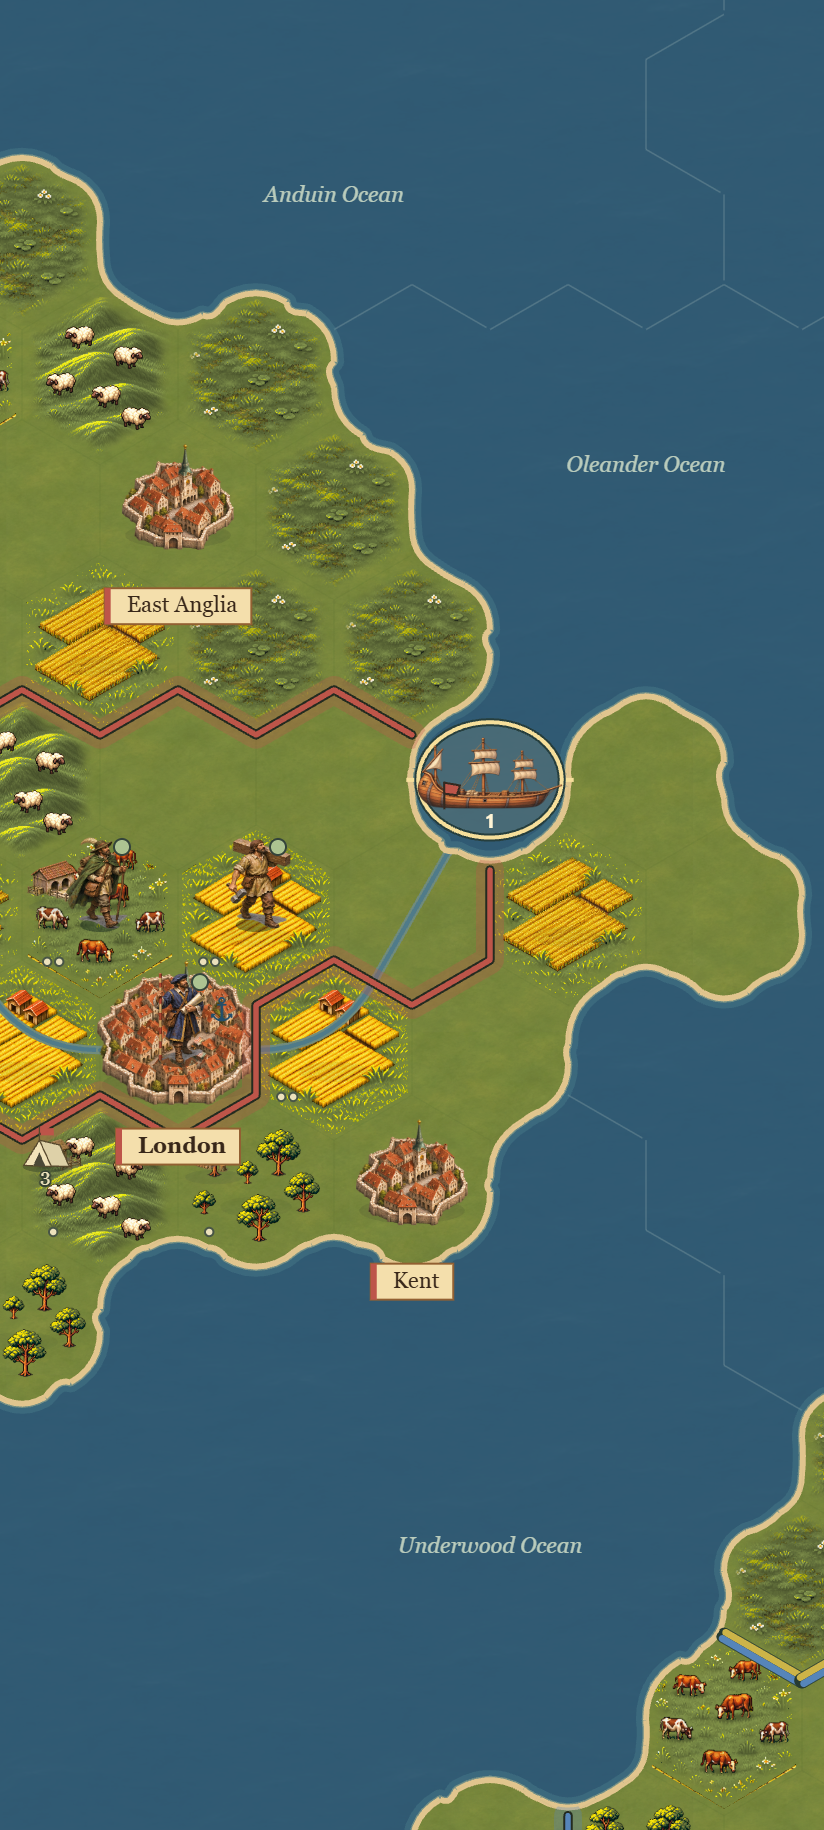 Anduin Ocean
Oleander Ocean
East Anglia
1
London
3
Kent
Underwood Ocean